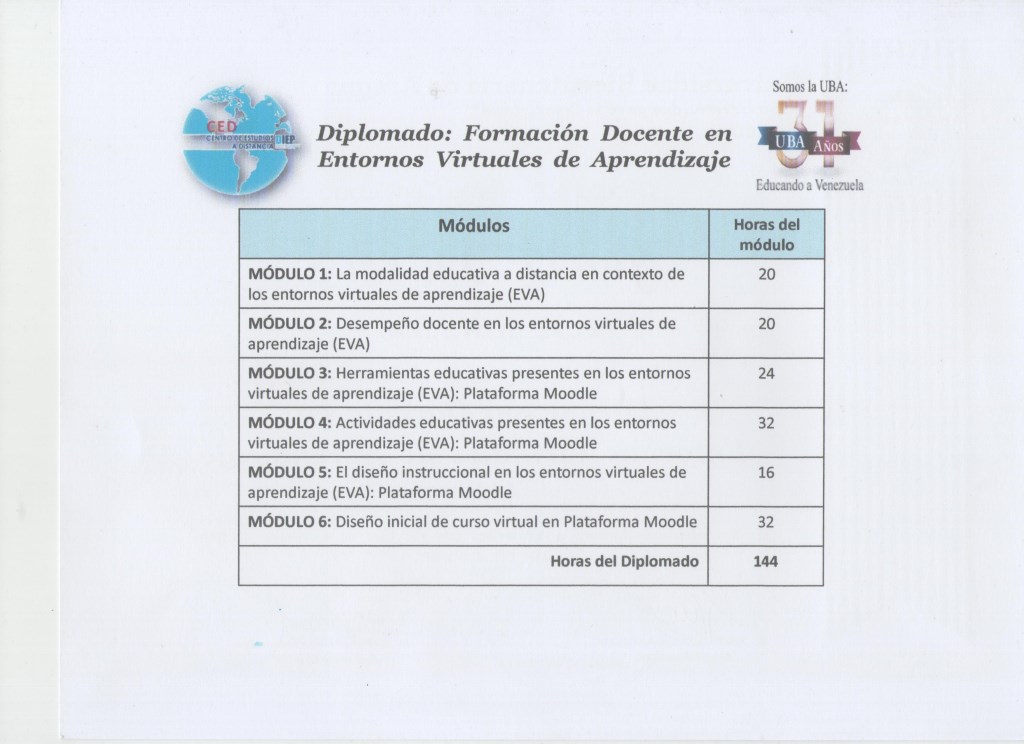 Somos la UBA:
CED
CENTRO DE ESTUDIOS
A DISTANCIA
DIEP
Diplomado: Formación Docente en
Entornos Virtuales de Aprendizaje
31
UBA Años
Educando a Venezuela
Módulos
Horas del
módulo
MÓDULO 1: La modalidad educativa a distancia en contexto de
los entornos virtuales de aprendizaje (EVA)
20
MÓDULO 2: Desempeño docente en los entornos virtuales de
aprendizaje (EVA)
20
MÓDULO 3: Herramientas educativas presentes en los entornos
virtuales de aprendizaje (EVA): Plataforma Moodle
24
MÓDULO 4: Actividades educativas presentes en los entornos
virtuales de aprendizaje (EVA): Plataforma Moodle
32
MÓDULO 5: El diseño instruccional en los entornos virtuales de
aprendizaje (EVA): Plataforma Moodle
16
MÓDULO 6: Diseño inicial de curso virtual en Plataforma Moodle
32
Horas del Diplomado
144